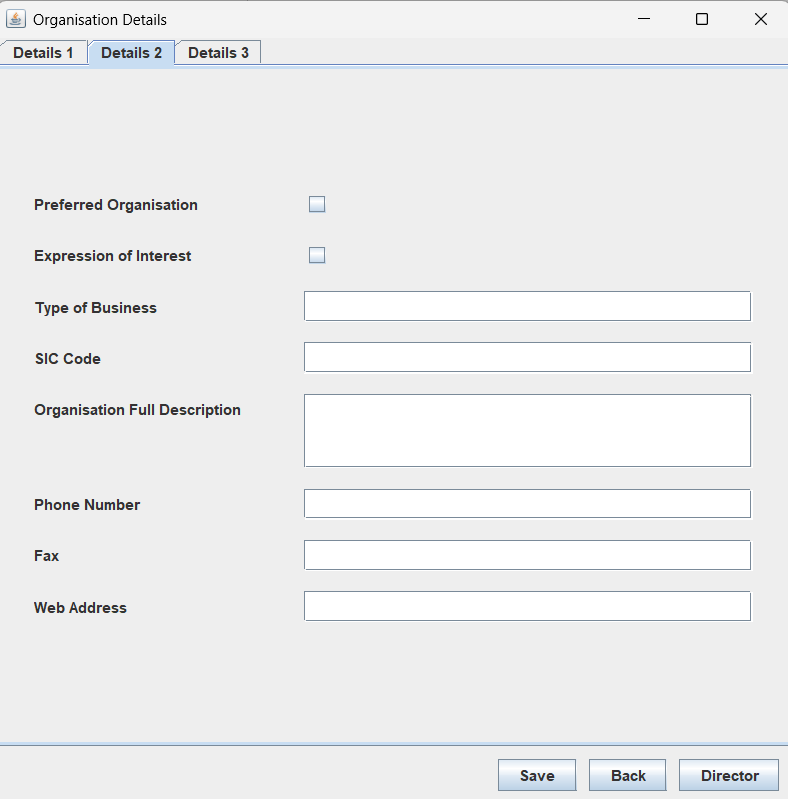 Organisation Details
Details 1 Details 2 Details 3
Preferred Organisation
Expression of Interest
Type of Business
SIC Code
Organisation Full Description
Phone Number
Fax
Web Address
Save Back Director